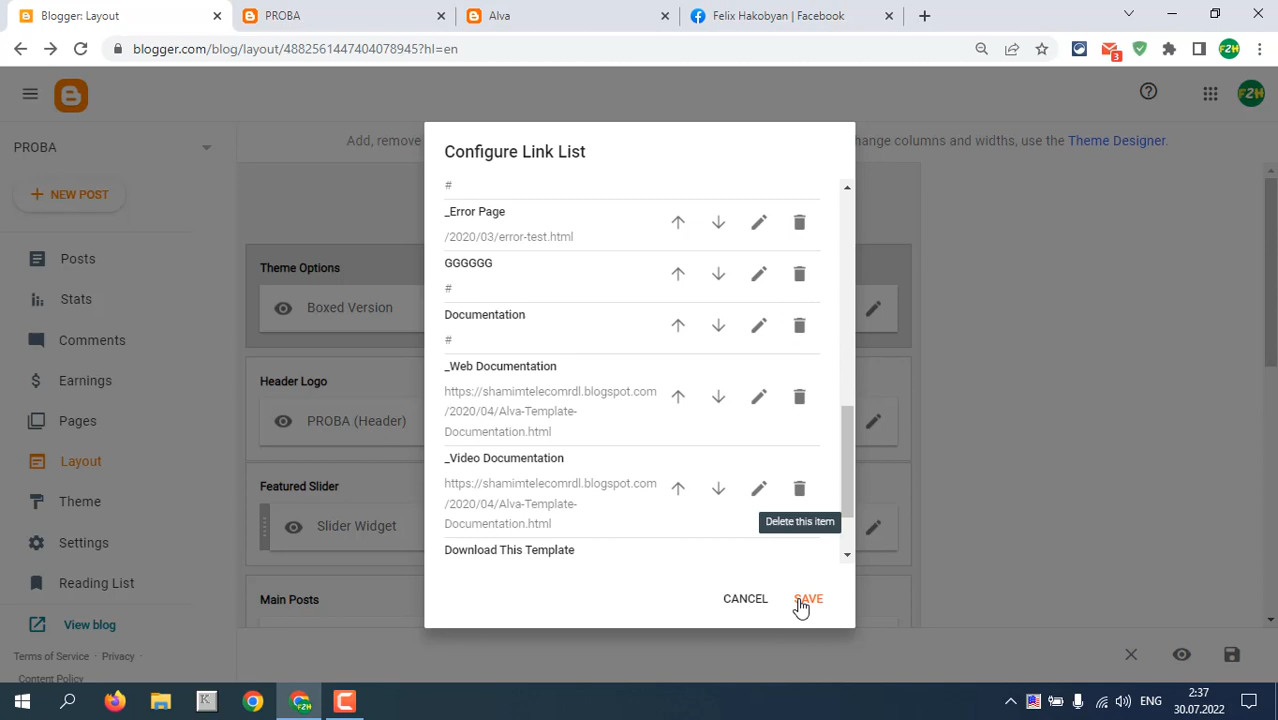 Blogger: Layout
PROBA
Alva
Felix Hakobyan | Facebook
blogger.com/blog/layout/4882561447404078945?hl=en
3
F2H
F2H
PROBA
Add, remove
change columns and widths, use the Theme Designer.
NEW POST
Posts
Stats
Comments
Earnings
Pages
Layout
Theme
Settings
Reading List
View blog
Terms of Service · Privacy ·
Content Policy
Theme Options
Boxed Version
Header Logo
PROBA (Header)
Featured Slider
Slider Widget
Main Posts
Configure Link List
#
_Error Page
/2020/03/error-test.html
GGGGGG
#
Documentation
#
_Web Documentation
https://shamimtelecomrdl.blogspot.com
/2020/04/Alva-Template-
Documentation.html
_Video Documentation
https://shamimtelecomrdl.blogspot.com
/2020/04/Alva-Template-
Documentation.html
Delete this item
Download This Template
CANCEL
SAVE
K
ENG
2:37
30.07.2022